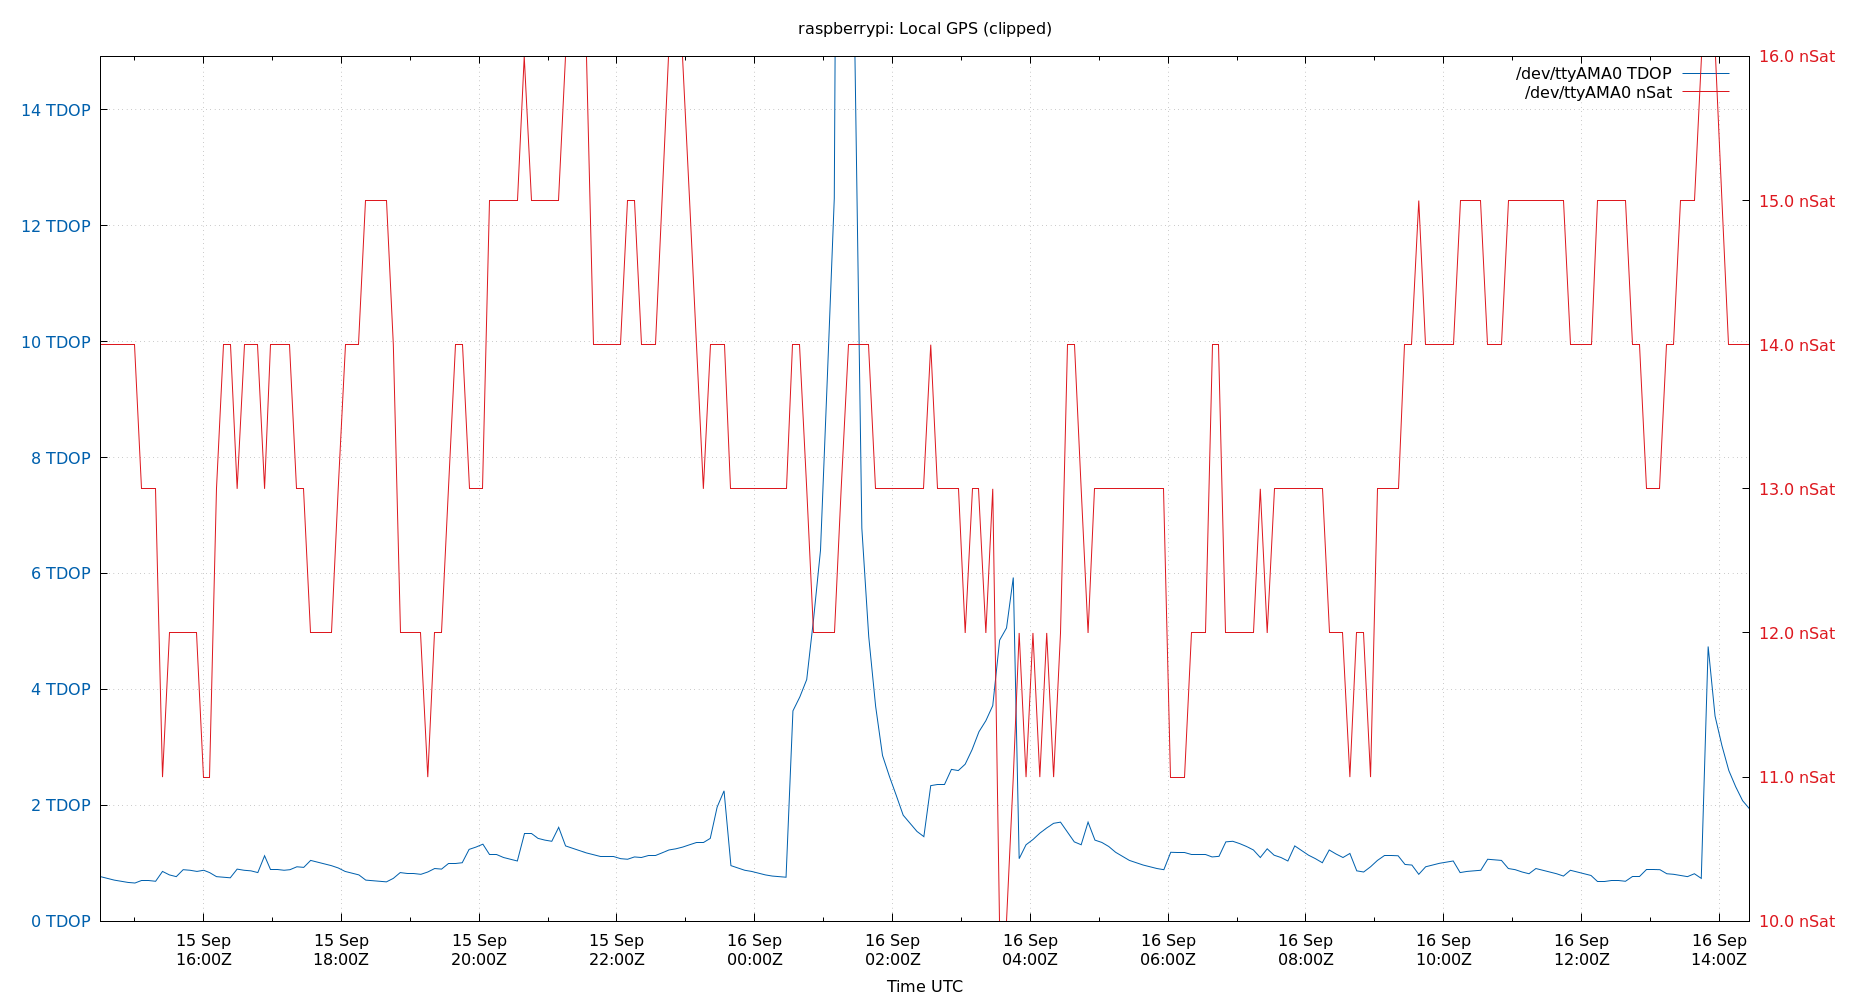 raspberrypi: Local GPS (clipped)
/dev/ttyAMA0 TDOP
/dev/ttyAMA0 nSat
14 TDOP
12 TDOP
10 TDOP
8 TDOP
6 TDOP
4 TDOP
2 TDOP
0 TDOP
16.0 nSat
15.0 nSat
14.0 nSat
13.0 nSat
12.0 nSat
11.0 nSat
10.0 nSat
15 Sep
16:00Z
15 Sep
18:00Z
15 Sep
20:00Z
15 Sep
22:00Z
16 Sep
00:00Z
16 Sep
02:00Z
16 Sep
04:00Z
16 Sep
06:00Z
16 Sep
08:00Z
16 Sep
10:00Z
16 Sep
12:00Z
16 Sep
14:00Z
Time UTC